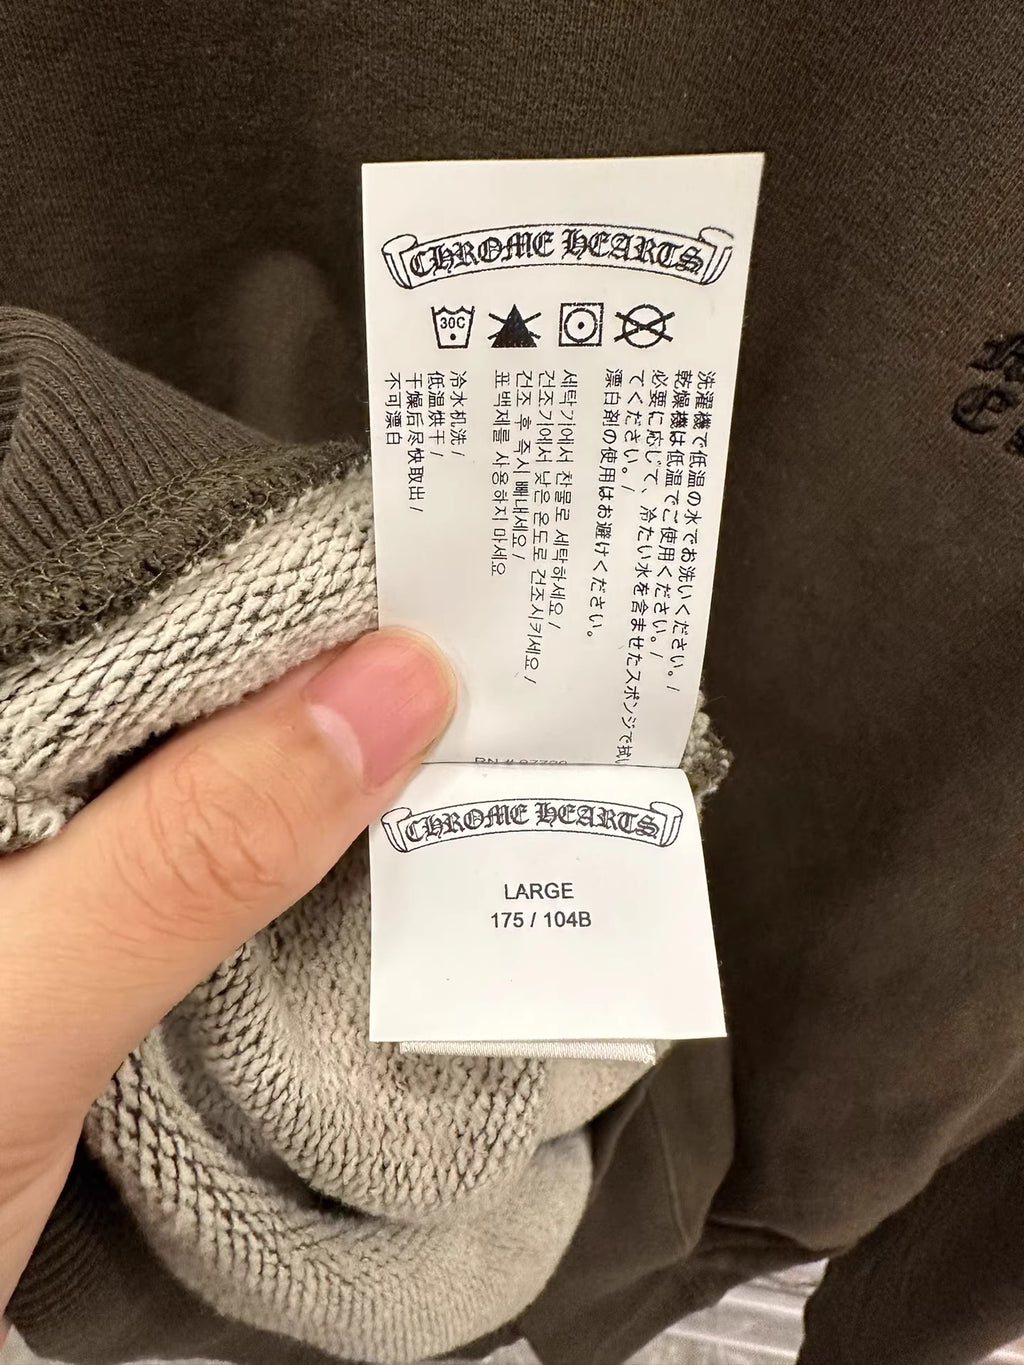 CHROME HEARTS
30C
洗濯機で低温の水でお洗いください。/
乾燥機は低温でご使用ください。/
必要に応じて、冷たい水を含ませたスポンジで拭い
てください。/
漂白剤の使用はお避けください。
세탁기에서 찬물로 세탁하세요/
건조기에서 낮은 온도로 건조시키세요/
건조 후 즉시 빼내세요/
표백제를 사용하지 마세요
冷水机洗/
低温烘干/
干燥后尽快取出/
不可漂白
CHROME HEARTS
LARGE
175 / 104B